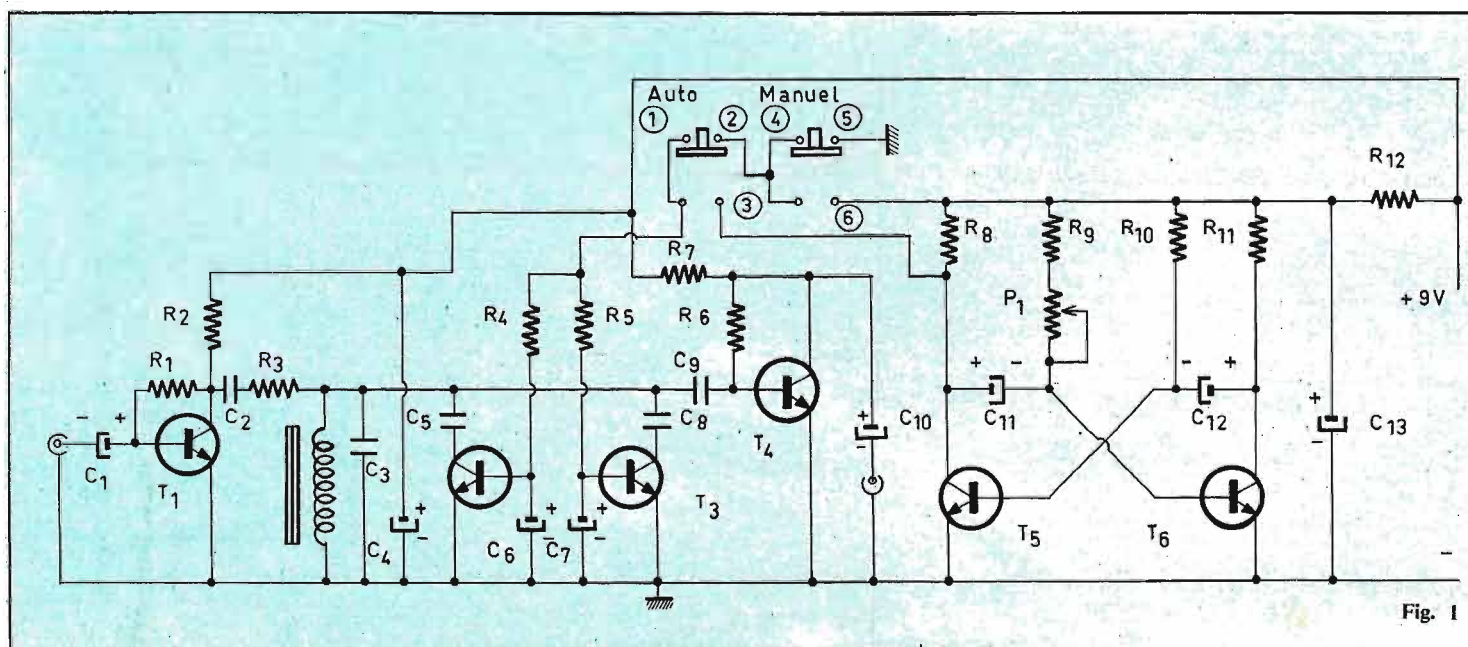 Auto Manuel
1 2 4 5
R12
3 6
R8 R9 R10 R11
R7
+ 9V
R2 R4 R5 R6 P1
R1 R3 C9
+ - - +
- + C2 C5 C8 C10 C11 C12 + C13
+ - -
C1 T1 C3 T4
T3
+ + + T5 T6
C4 - C6 - C7 - -
Fig. 1